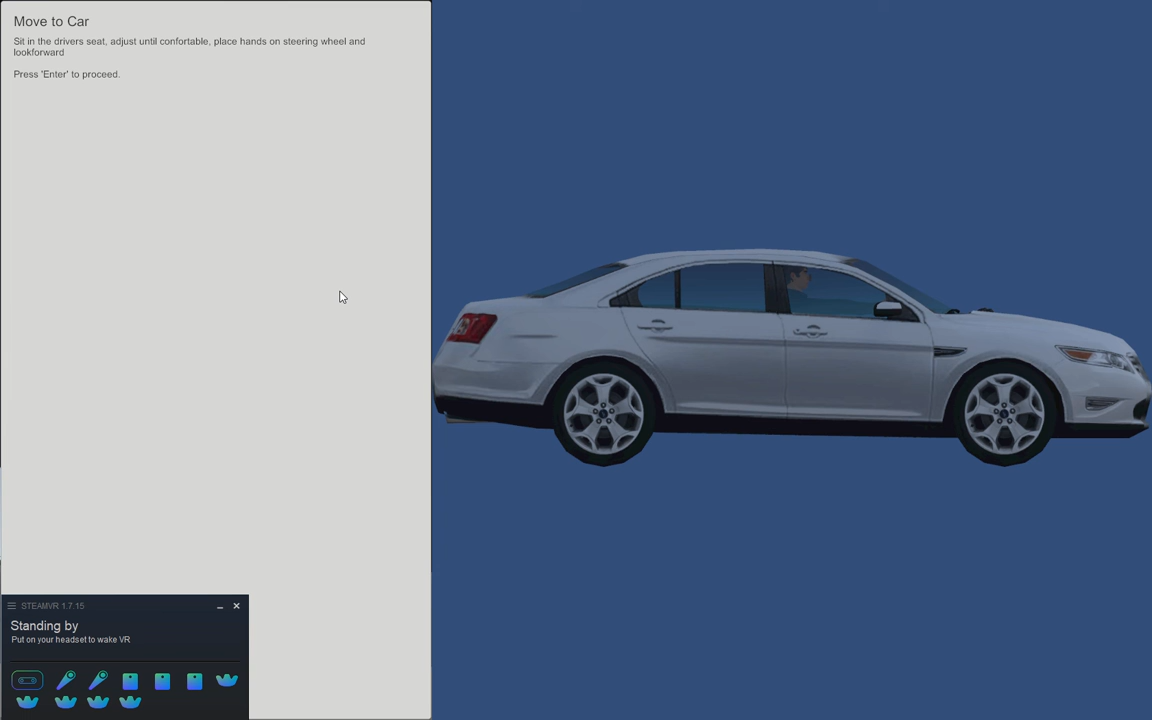 Move to Car
Sit in the drivers seat, adjust until confortable, place hands on steering wheel and
lookforward
Press 'Enter' to proceed.
STEAMVR 1.7.15
Standing by
Put on your headset to wake VR